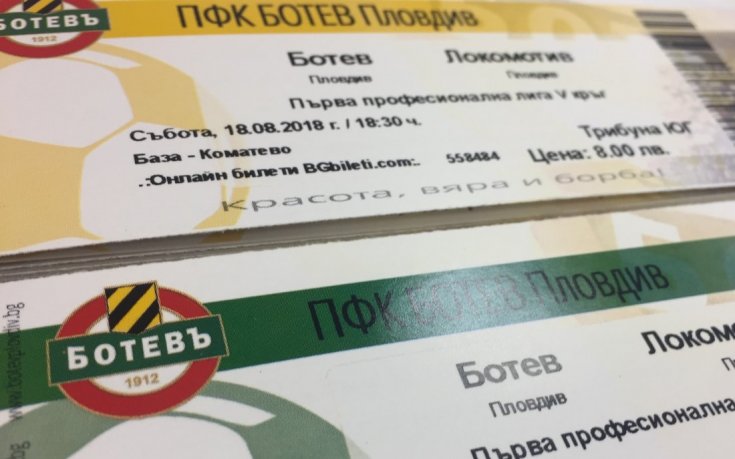 БОТЕВЪ
1912
ПФК БОТЕВ Пловдив
Ботев Локомотив
Пловдив Пловдив
Първа професионална лига V кръг
Събота, 18.08.2018 г. / 18:30 ч.
Трибуна ЮГ
База - Коматево
558484 Цена: 8.00 лв.
.:Онлайн билети BGbileti.com:.
Красота, вяра и борба!
ПФК БОТЕВ Пловдив
БОТЕВЪ
1912
Ботев
Пловдив
Първа професионална